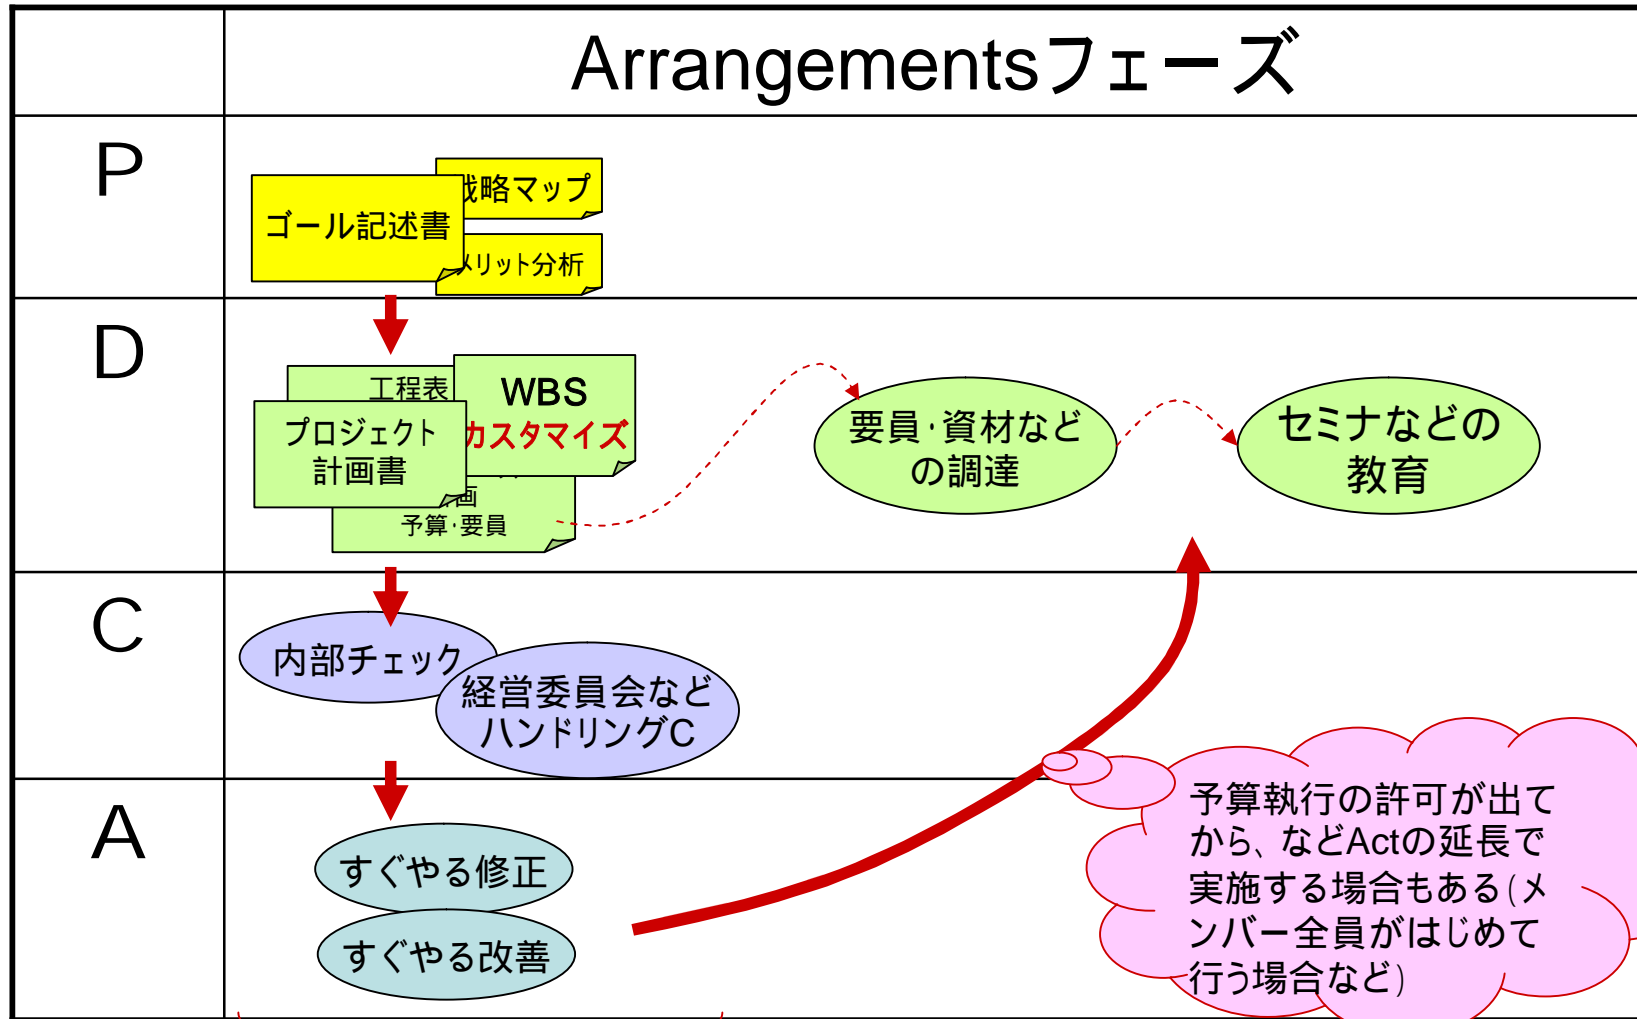 Arrangementsフェーズ
P
戦略マップ
ゴール記述書
メリット分析
D
工程表
WBS
カスタマイズ
プロジェクト
計画書
画
予算・要員
要員・資材など
の調達
セミナなどの
教育
C
内部チェック
経営委員会など
ハンドリングC
A
すぐやる修正
すぐやる改善
予算執行の許可が出て
から、などActの延長で
実施する場合もある(メ
ンバー全員がはじめて
行う場合など)